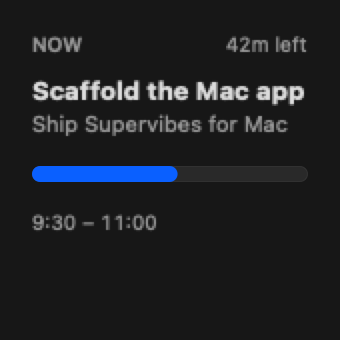 NOW 42m left
Scaffold the Mac app
Ship Supervibes for Mac
9:30 – 11:00